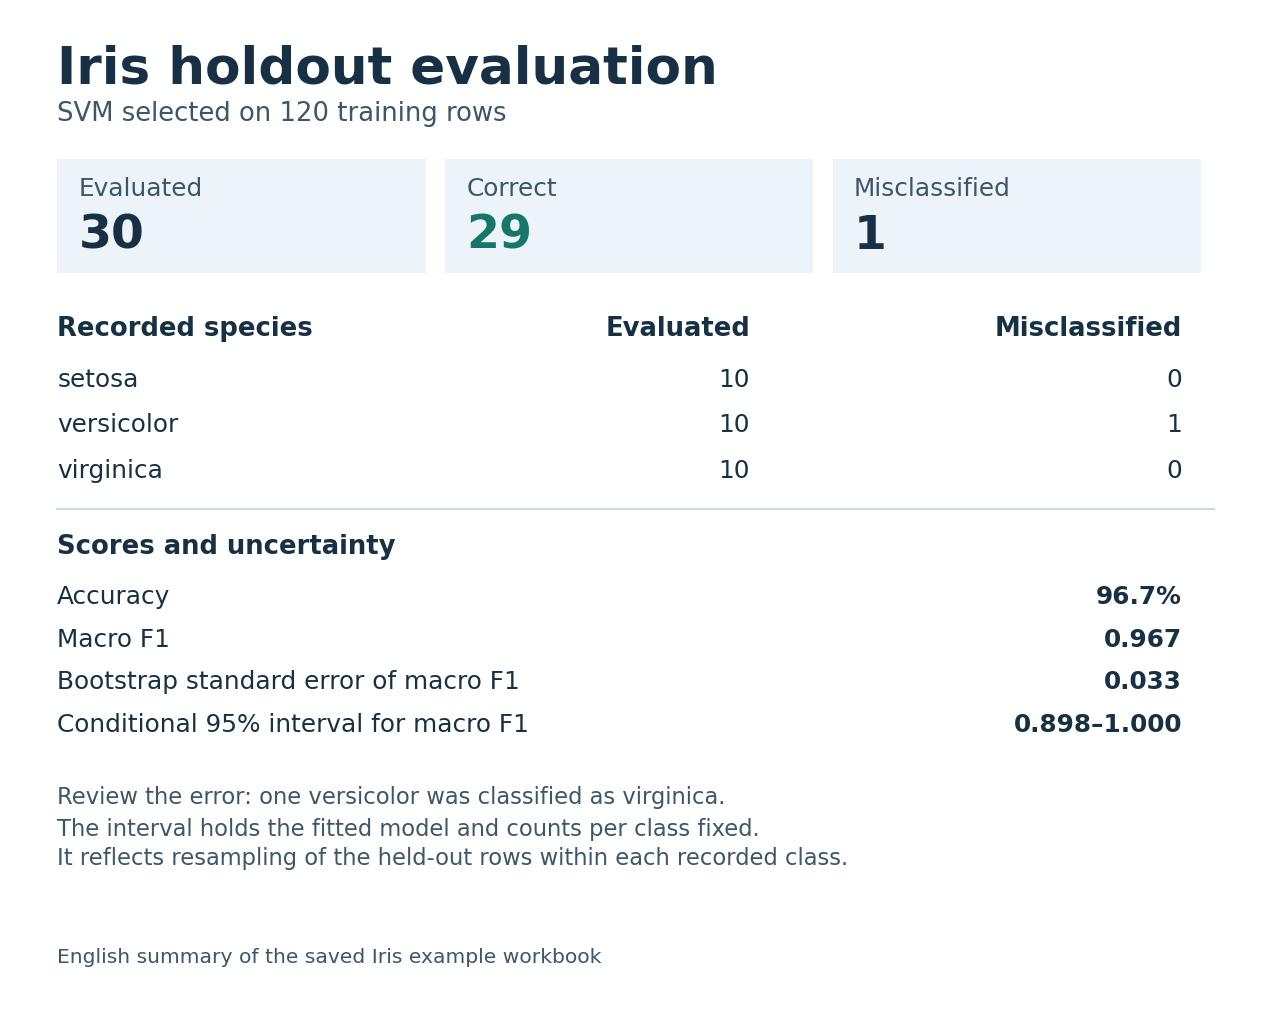 Iris holdout evaluation
SVM selected on 120 training rows
Evaluated Correct Misclassified
30 29 1
Recorded species Evaluated Misclassified
setosa 10 0
versicolor 10 1
virginica 10 0
Scores and uncertainty
Accuracy 96.7%
Macro F1 0.967
Bootstrap standard error of macro F1 0.033
Conditional 95% interval for macro F1 0.898–1.000
Review the error: one versicolor was classified as virginica.
The interval holds the fitted model and counts per class fixed.
It reflects resampling of the held-out rows within each recorded class.
English summary of the saved Iris example workbook